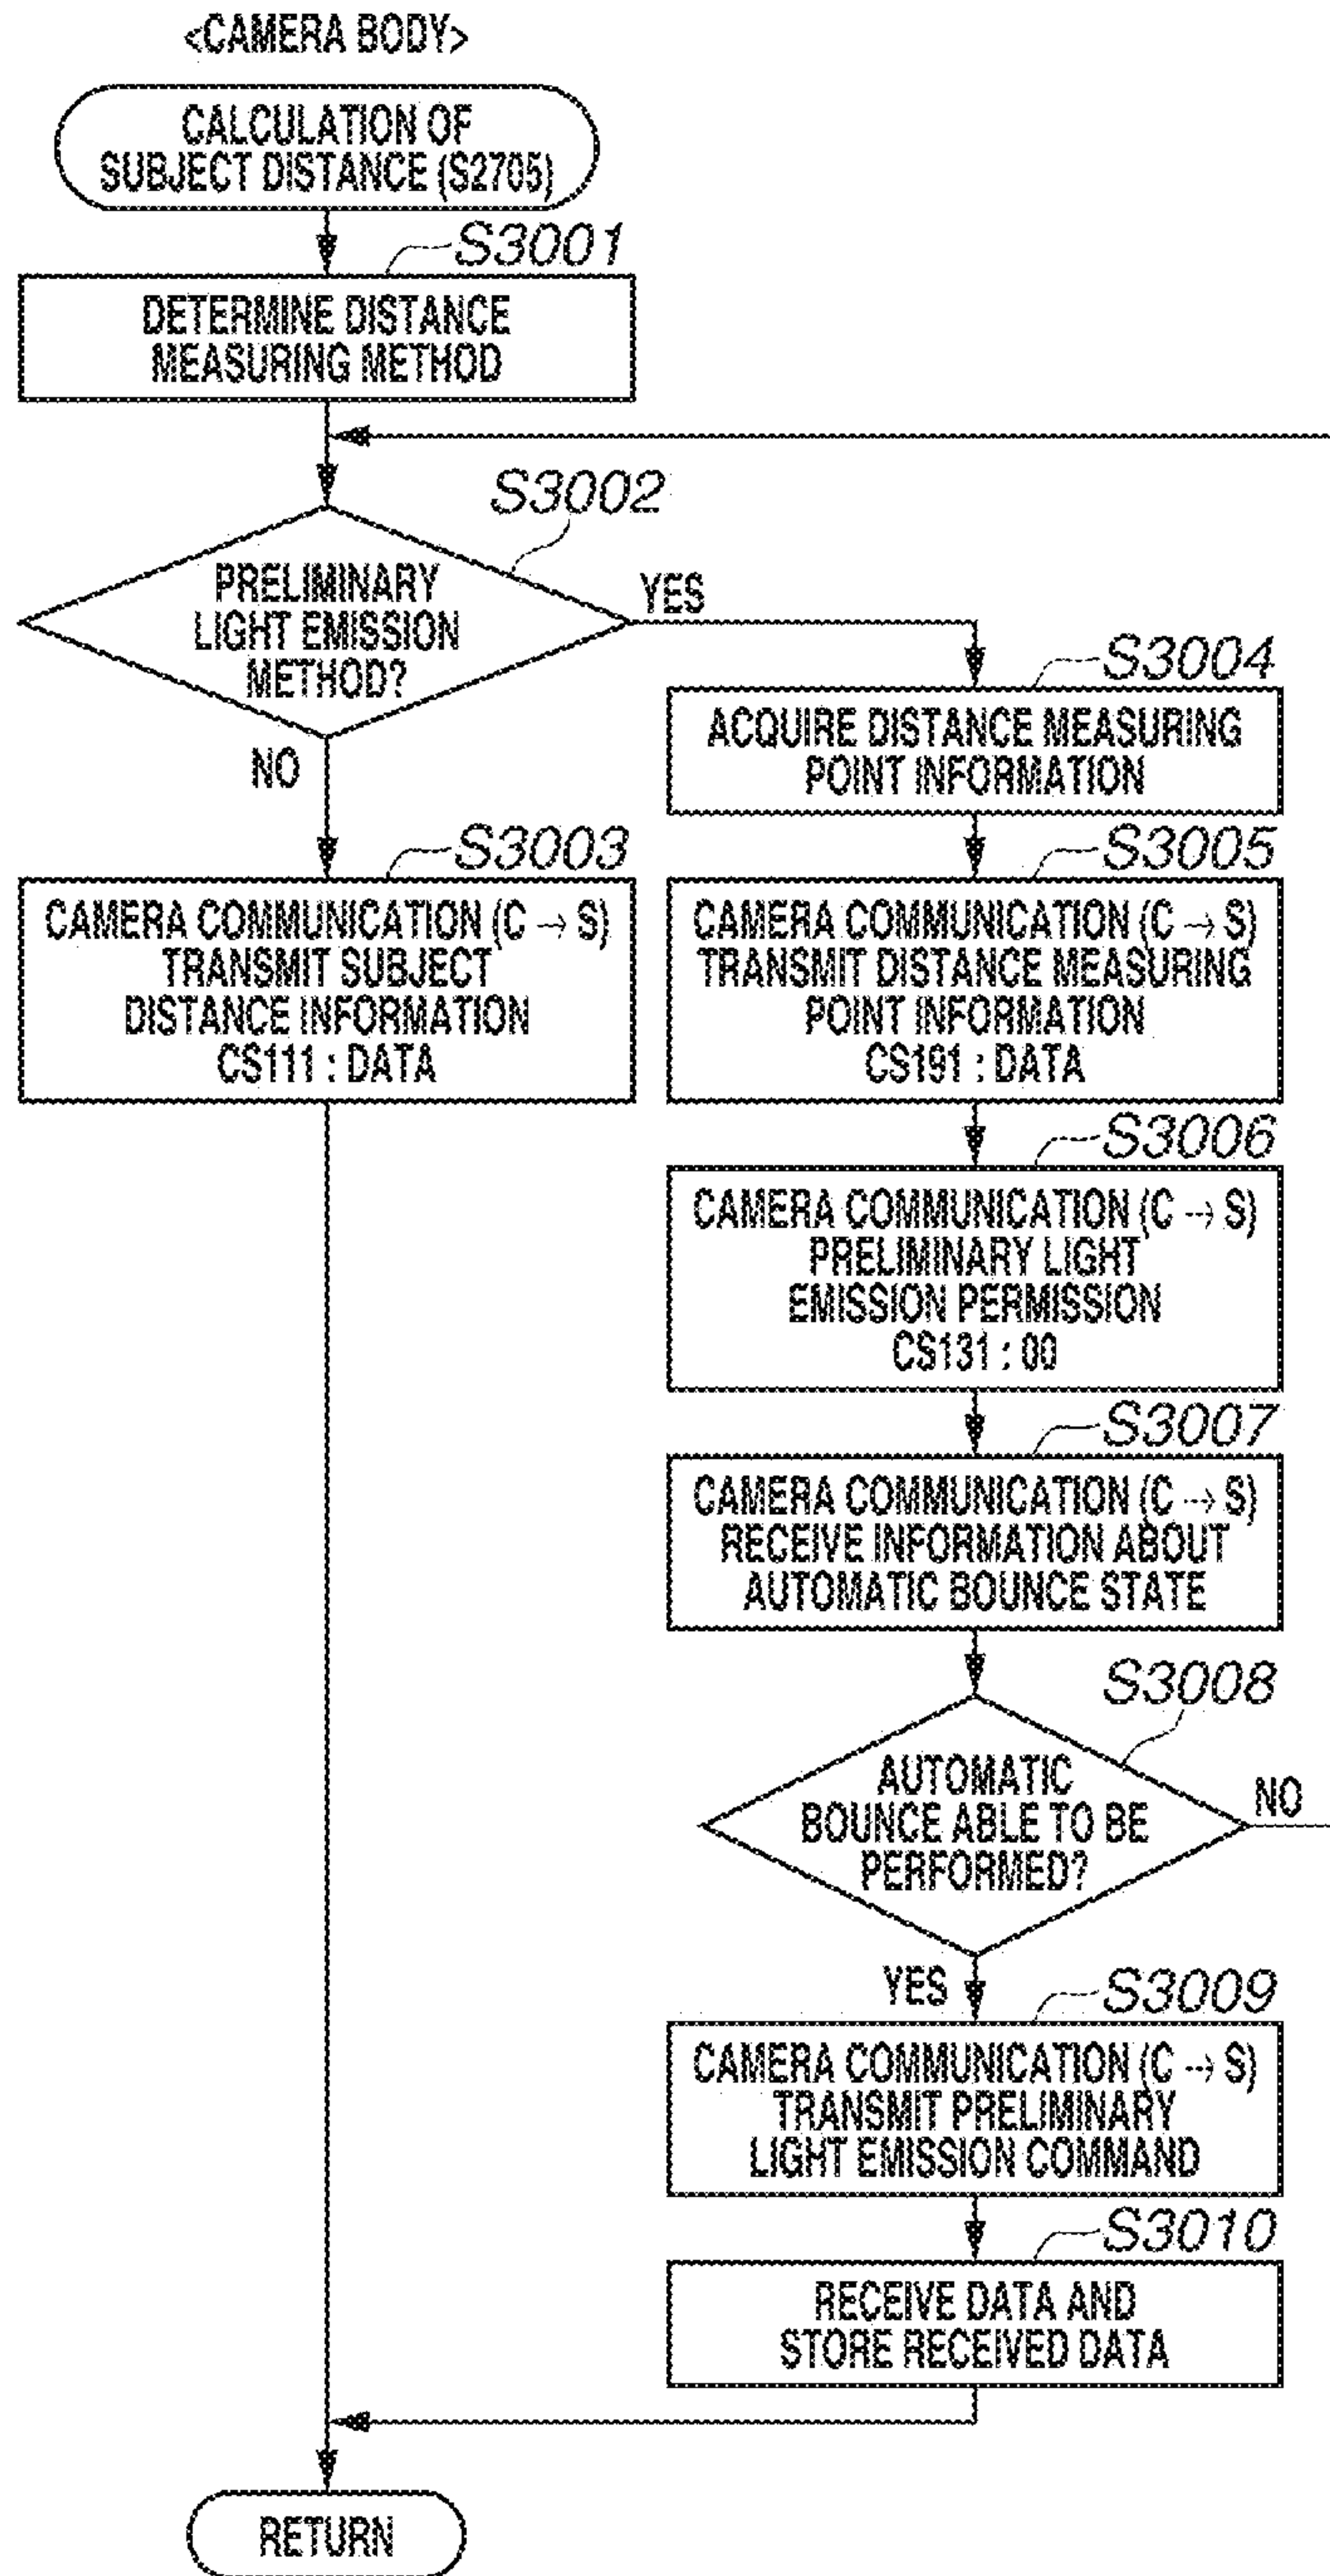 <CAMERA BODY>
CALCULATION OF
SUBJECT DISTANCE (S2705)
S3001
DETERMINE DISTANCE
MEASURING METHOD
S3002
PRELIMINARY
LIGHT EMISSION
METHOD?
YES
NO
S3003
CAMERA COMMUNICATION (C → S)
TRANSMIT SUBJECT
DISTANCE INFORMATION
CS111 : DATA
S3004
ACQUIRE DISTANCE MEASURING
POINT INFORMATION
S3005
CAMERA COMMUNICATION (C → S)
TRANSMIT DISTANCE MEASURING
POINT INFORMATION
CS191 : DATA
S3006
CAMERA COMMUNICATION (C → S)
PRELIMINARY LIGHT
EMISSION PERMISSION
CS131 : 00
S3007
CAMERA COMMUNICATION (C → S)
RECEIVE INFORMATION ABOUT
AUTOMATIC BOUNCE STATE
S3008
AUTOMATIC
BOUNCE ABLE TO BE
PERFORMED?
NO
YES
S3009
CAMERA COMMUNICATION (C → S)
TRANSMIT PRELIMINARY
LIGHT EMISSION COMMAND
S3010
RECEIVE DATA AND
STORE RECEIVED DATA
RETURN